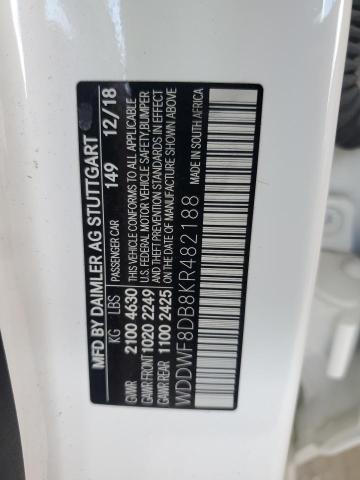 MFD BY DAIMLER AG STUTTGART
KG LBS PASSENGER CAR 149 12/18
GVWR 2100 4630 THIS VEHICLE CONFORMS TO ALL APPLICABLE
GAWR FRONT 1020 2249 U.S. FEDERAL MOTOR VEHICLE SAFETY, BUMPER
GAWR REAR 1100 2425 AND THEFT PREVENTION STANDARDS IN EFFECT
ON THE DATE OF MANUFACTURE SHOWN ABOVE
MADE IN SOUTH AFRICA
WDDWF8DB8KR482188